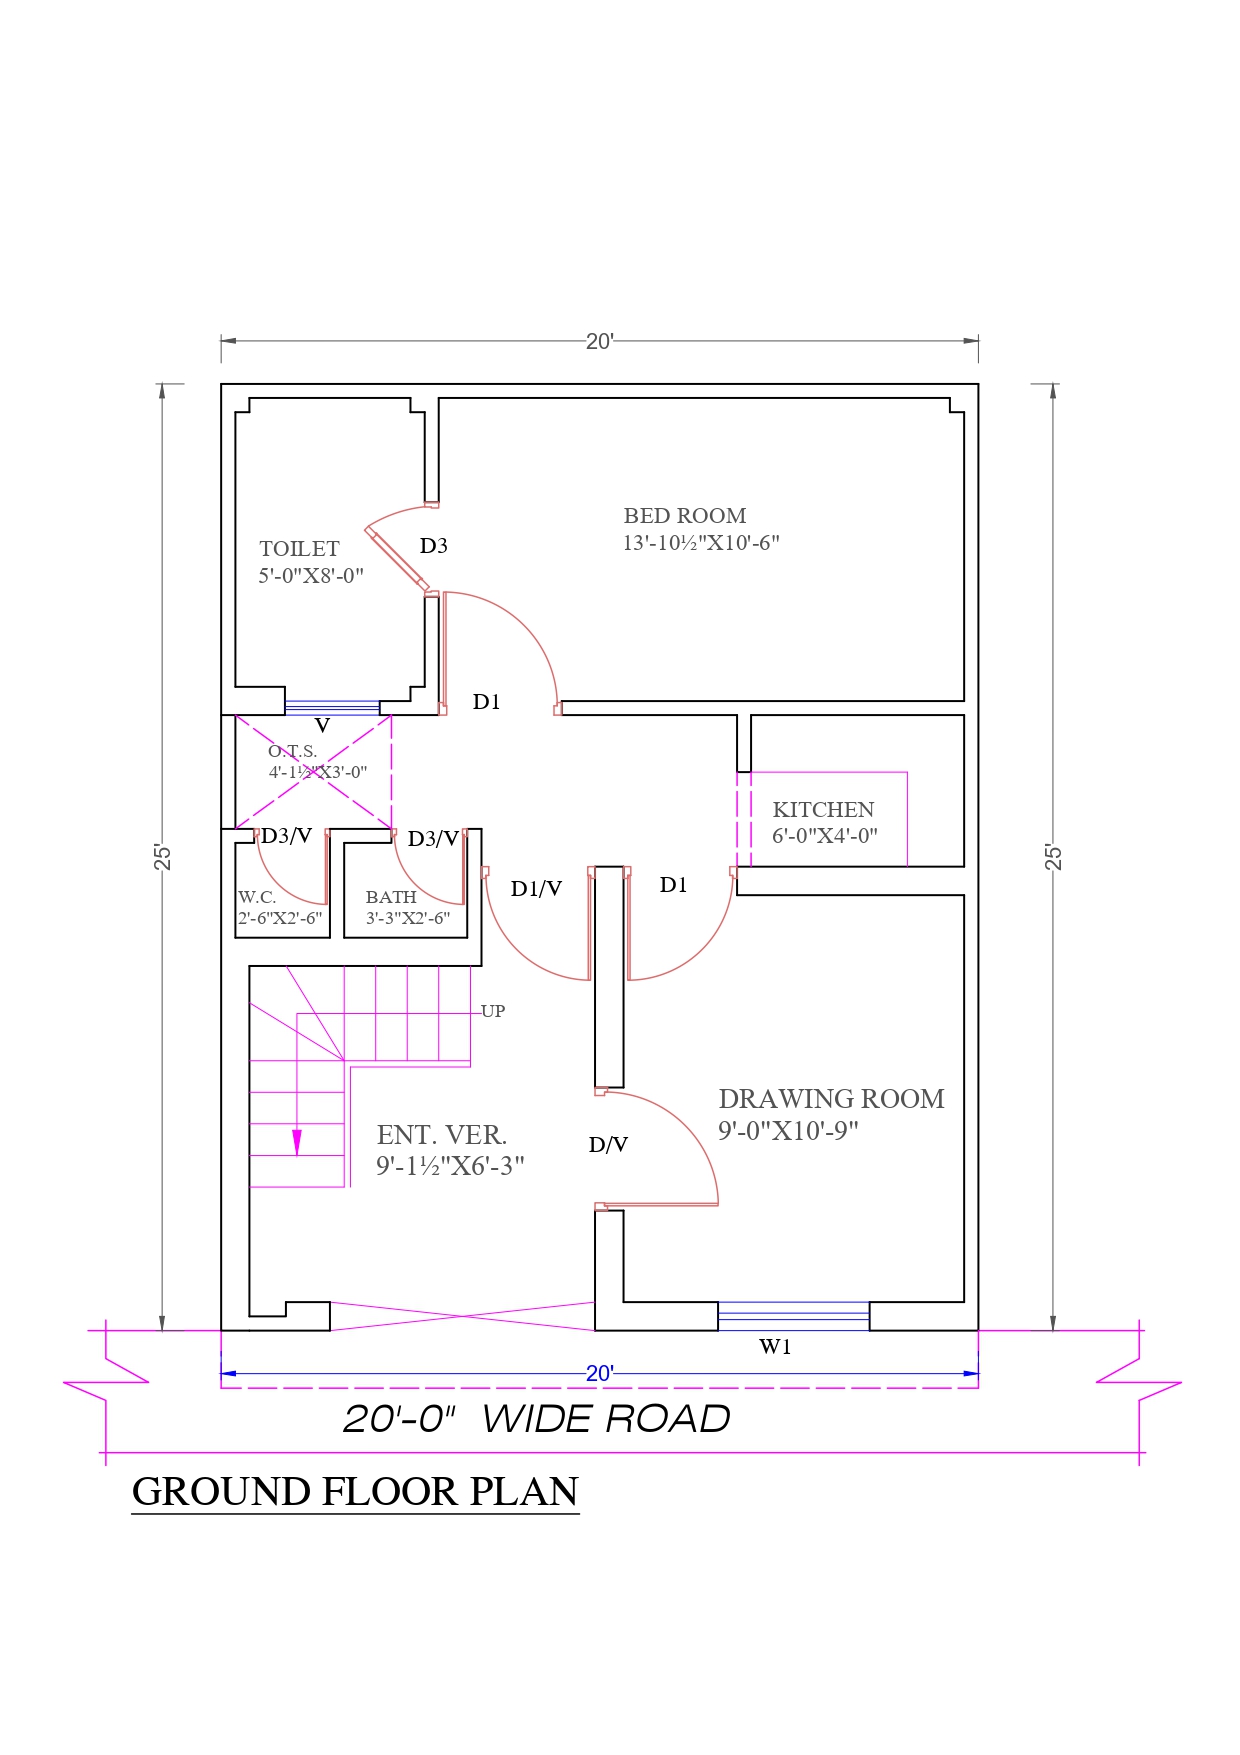 20'
BED ROOM
13'-10½"X10'-6"
D3
TOILET
5'-0"X8'-0"
D1
V
O.T.S.
4'-1½"X3'-0"
KITCHEN
6'-0"X4'-0"
D3/V
D3/V
25'
25'
D1/V
D1
W.C.
2'-6"X2'-6"
BATH
3'-3"X2'-6"
UP
DRAWING ROOM
9'-0"X10'-9"
ENT. VER.
9'-1½"X6'-3"
D/V
W1
20'
20'-0" WIDE ROAD
GROUND FLOOR PLAN